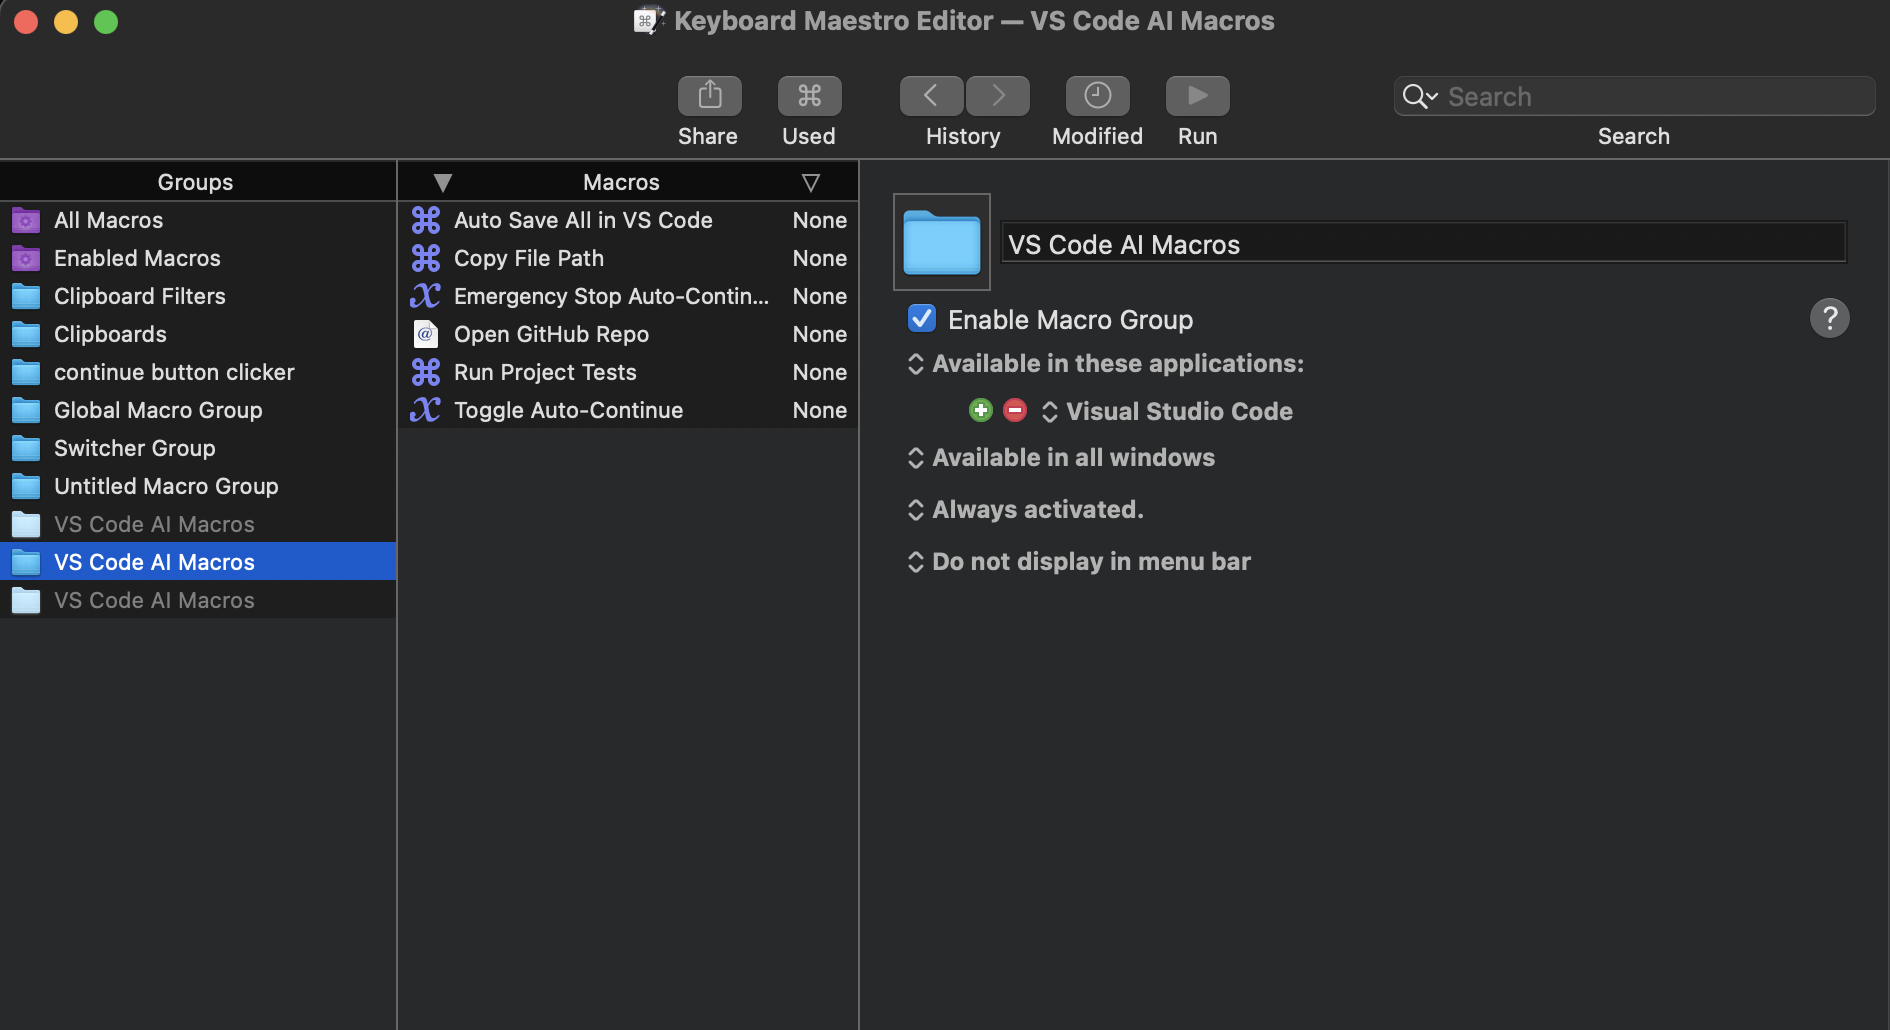 Keyboard Maestro Editor — VS Code AI Macros
Share
Used
History
Modified
Run
Search
Search
Groups
All Macros
Enabled Macros
Clipboard Filters
Clipboards
continue button clicker
Global Macro Group
Switcher Group
Untitled Macro Group
VS Code AI Macros
VS Code AI Macros
VS Code AI Macros
Macros
Auto Save All in VS Code None
Copy File Path None
Emergency Stop Auto-Contin... None
Open GitHub Repo None
Run Project Tests None
Toggle Auto-Continue None
VS Code AI Macros
Enable Macro Group
?
Available in these applications:
Visual Studio Code
Available in all windows
Always activated.
Do not display in menu bar